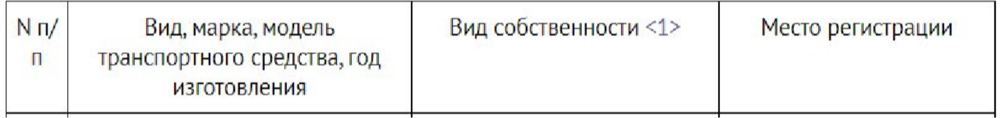 N п/
п
Вид, марка, модель
транспортного средства, год
изготовления
Вид собственности <1>
Место регистрации